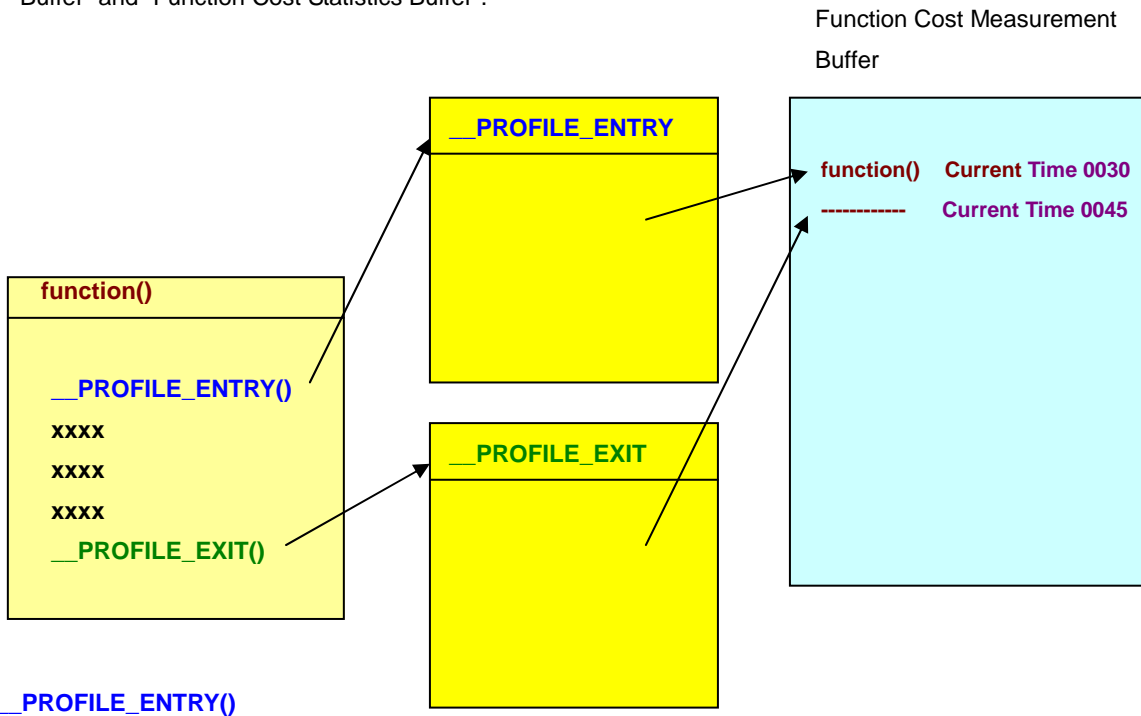 Buffer" and "Function Cost Statistics Buffer".
Function Cost Measurement
Buffer
__PROFILE_ENTRY
function() Current Time 0030
------------ Current Time 0045
function()
__PROFILE_ENTRY()
xxxx
xxxx
xxxx
__PROFILE_EXIT()
__PROFILE_EXIT
__PROFILE_ENTRY()